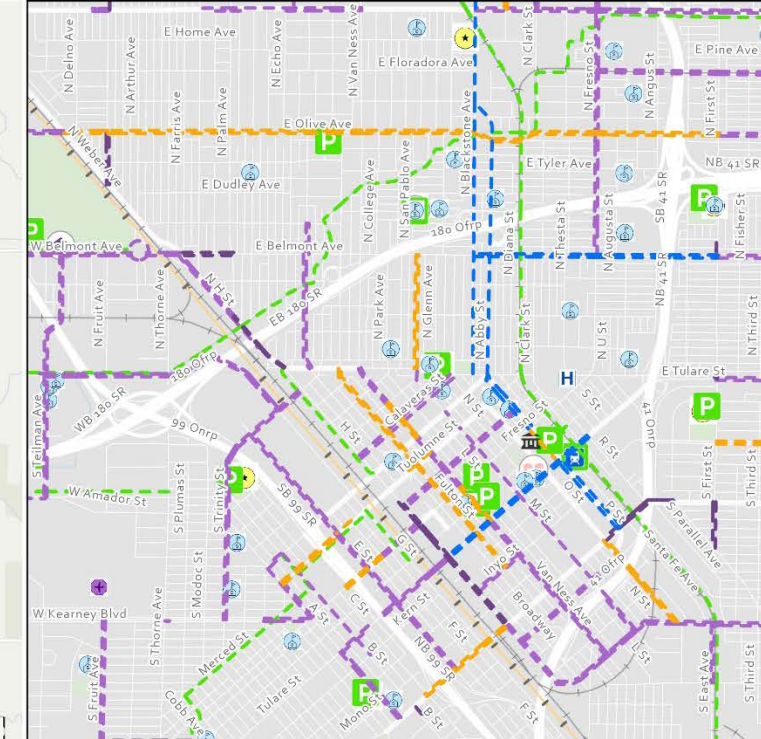 E Home Ave
E Floradora Ave
E Pine Ave
N Delno Ave
N Arthur Ave
N Echo Ave
N Van Ness Ave
N Clark St
N Fresno St
N Angus St
N First St
N Farris Ave
N Palm Ave
E Olive Ave
N Blackstone Ave
N Weber Ave
E Dudley Ave
N College Ave
N San Pablo Ave
E Tyler Ave
NB 41 SR
SB 41 SR
180 Ofrp
N Diana St
N Thesta St
N Augusta St
N Fisher St
W Belmont Ave
E Belmont Ave
N H St
EB 180 SR
NB 41 SR
N Fruit Ave
N Thorne Ave
N Park Ave
N Glenn Ave
N Abby St
N Clark St
N U St
N Third St
180 Ofrp
H
E Tulare St
WB 180 SR
Calaveras St
N St
S St
R St
41 Onrp
P
99 Onrp
H St
Tuolumne St
Fresno St
S Teilman Ave
S Plumas St
S Trinity St
S First St
S Third St
W Amador St
SB 99 SR
Fulton St
L St
M St
O St
P St
G St
E St
S Parallel Ave
Santa Fe Ave
Inyo St
Van Ness Ave
41 Ofrp
S Modoc St
C St
A St
Kern St
Broadway
N St
W Kearney Blvd
S Thorne Ave
F St
NB 99 SR
B St
L St
Merced St
S Fruit Ave
Tulare St
Mono St
S East Ave
S Third St
Cobb Ave
B St
F St